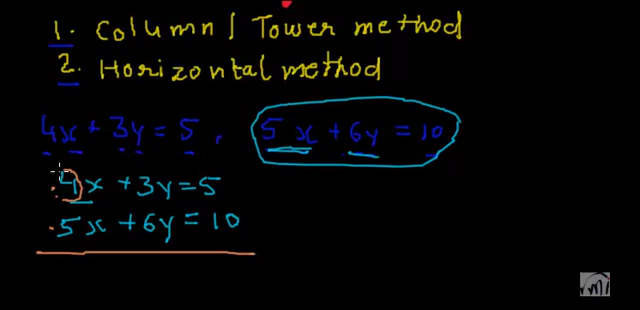 1. Column / Tower method
2. Horizontal method
4x + 3y = 5 , 5x + 6y = 10
4x + 3y = 5
5x + 6y = 10